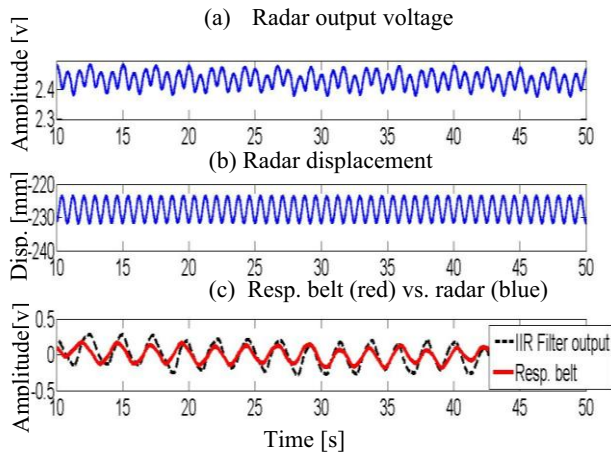 (a) Radar output voltage
Amplitude [v]
2.4
2.3
10 15 20 25 30 35 40 45 50
(b) Radar displacement
Disp. [mm]
-220
-230
-240
10 15 20 25 30 35 40 45 50
(c) Resp. belt (red) vs. radar (blue)
Amplitude[v]
0.5
0
-0.5
IIR Filter output
Resp. belt
10 15 20 25 30 35 40 45 50
Time [s]